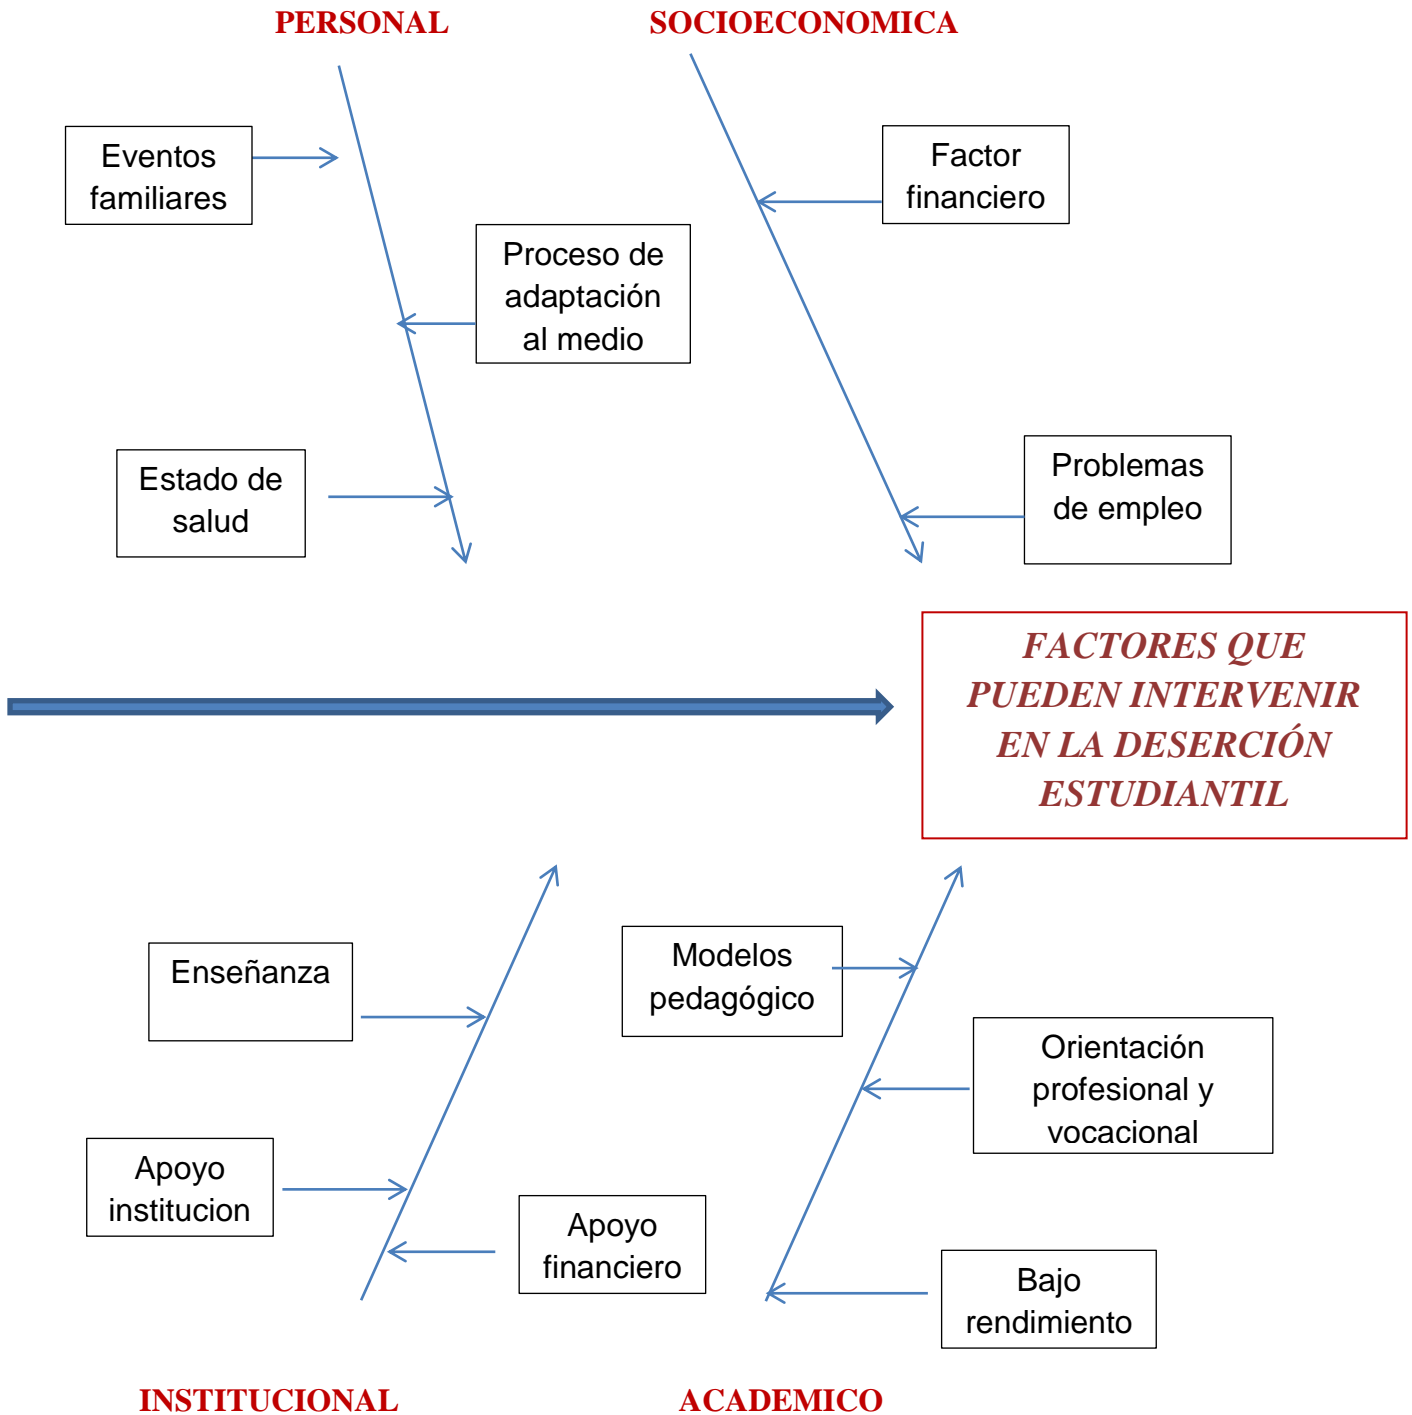 PERSONAL
SOCIOECONOMICA
Eventos
familiares
Factor
financiero
Proceso de
adaptación
al medio
Estado de
salud
Problemas
de empleo
FACTORES QUE
PUEDEN INTERVENIR
EN LA DESERCIÓN
ESTUDIANTIL
Enseñanza
Modelos
pedagógico
Orientación
profesional y
vocacional
Apoyo
institucion
Apoyo
financiero
Bajo
rendimiento
INSTITUCIONAL
ACADEMICO